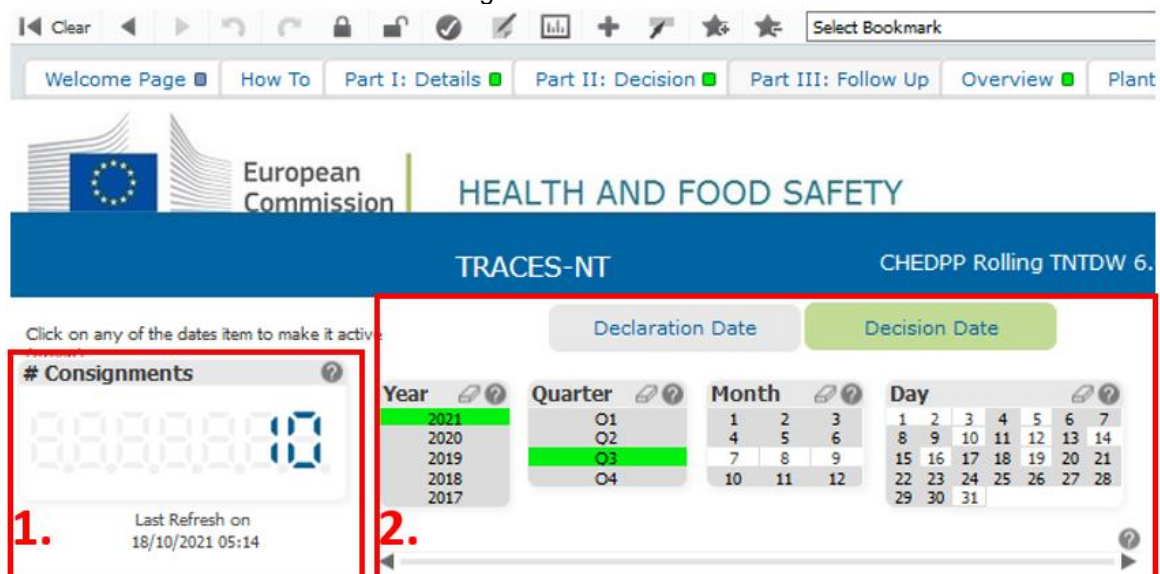 Clear Select Bookmark
Welcome Page How To Part I: Details Part II: Decision Part III: Follow Up Overview Plant
European
Commission
HEALTH AND FOOD SAFETY
TRACES-NT CHEDPP Rolling TNTDW 6.
Click on any of the dates item to make it active
Declaration Date Decision Date
# Consignments
10
Last Refresh on
18/10/2021 05:14
1.
Year
2021
2020
2019
2018
2017
Quarter
Q1
Q2
Q3
Q4
Month
1 2 3
4 5 6
7 8 9
10 11 12
Day
1 2 3 4 5 6 7
8 9 10 11 12 13 14
15 16 17 18 19 20 21
22 23 24 25 26 27 28
29 30 31
2.